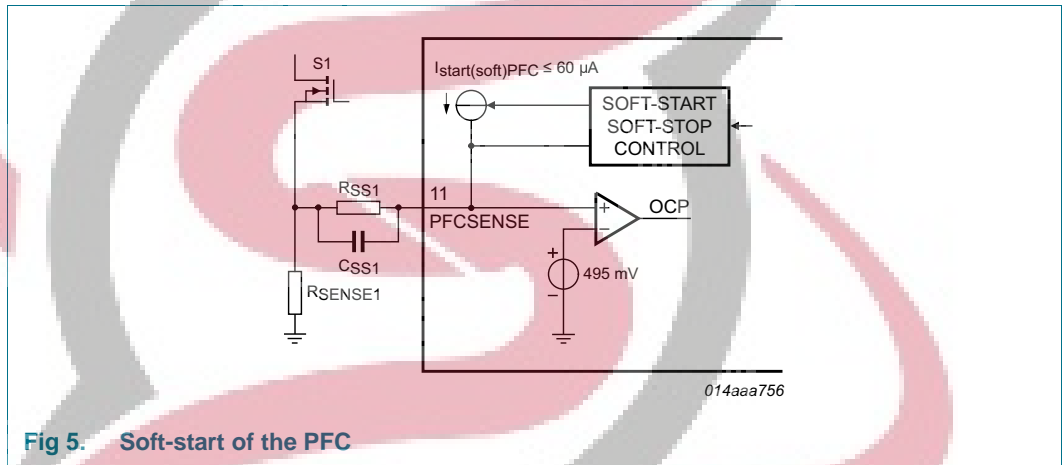 S1
Istart(soft)PFC ≤ 60 μA
SOFT-START
SOFT-STOP
CONTROL
RSS1
11
PFCSENSE
CSS1
RSENSE1
+
−
OCP
+
−
495 mV
014aaa756
Fig 5. Soft-start of the PFC